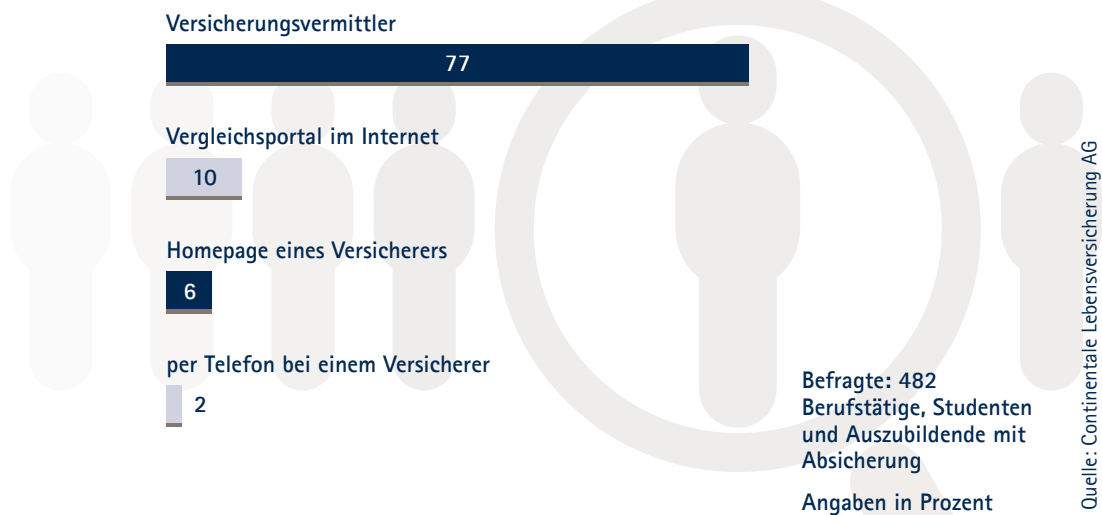 Versicherungsvermittler
77
Vergleichsportal im Internet
10
Homepage eines Versicherers
6
per Telefon bei einem Versicherer
2
Befragte: 482
Berufstätige, Studenten
und Auszubildende mit
Absicherung
Angaben in Prozent
Quelle: Continentale Lebensversicherung AG